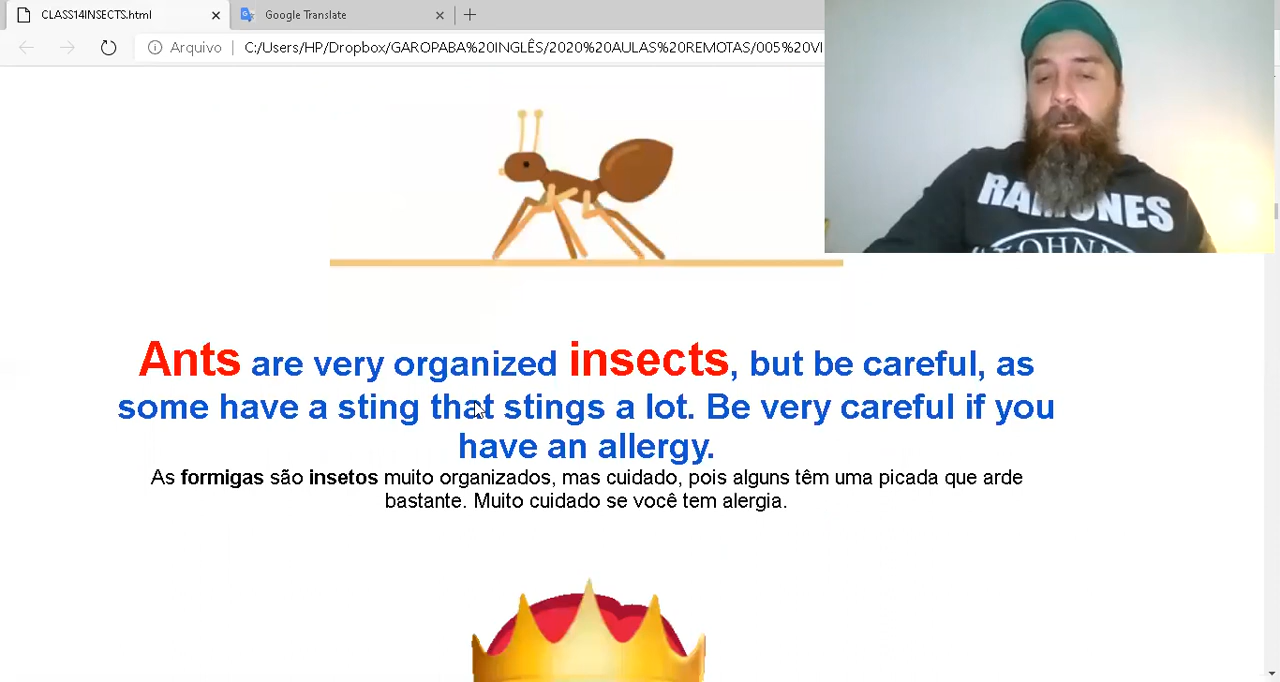 CLASS14INSECTS.html
Google Translate
Arquivo
C:/Users/HP/Dropbox/GAROPABA%20INGLÊS/2020%20AULAS%20REMOTAS/005%20VI
RAMONES
Ants are very organized insects, but be careful, as
some have a sting that stings a lot. Be very careful if you
have an allergy.
As formigas são insetos muito organizados, mas cuidado, pois alguns têm uma picada que arde
bastante. Muito cuidado se você tem alergia.